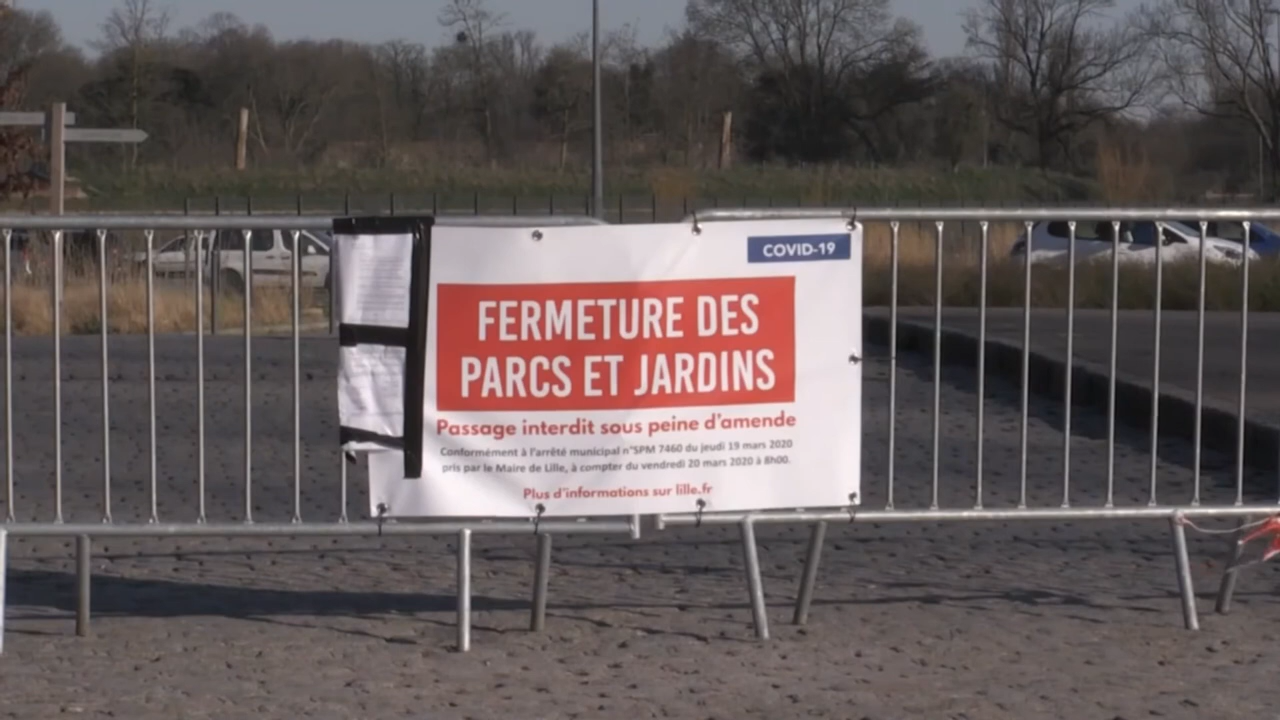 COVID-19
FERMETURE DES
PARCS ET JARDINS
Passage interdit sous peine d'amende
Conformément à l'arrêté municipal n°SPM 7460 du jeudi 19 mars 2020
pris par le Maire de Lille, à compter du vendredi 20 mars 2020 à 8h00.
Plus d'informations sur lille.fr